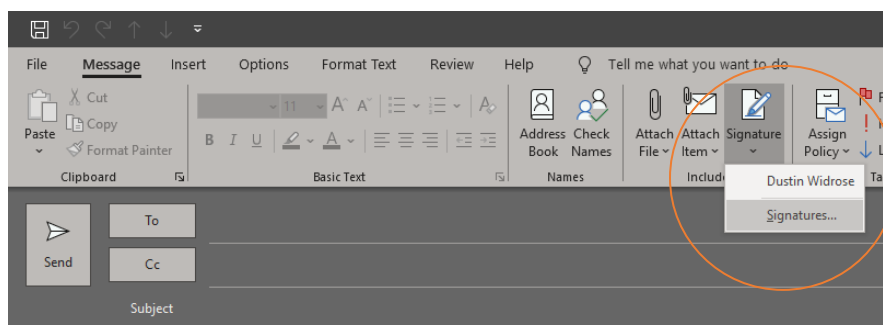 File Message Insert Options Format Text Review Help Tell me what you want to do
Paste
Cut
Copy
Format Painter
Clipboard
11
A A
B I U A
Basic Text
Address Book
Check Names
Names
Attach File
Attach Item
Signature
Include
Dustin Widrose
Signatures...
Assign Policy
Send
To
Cc
Subject